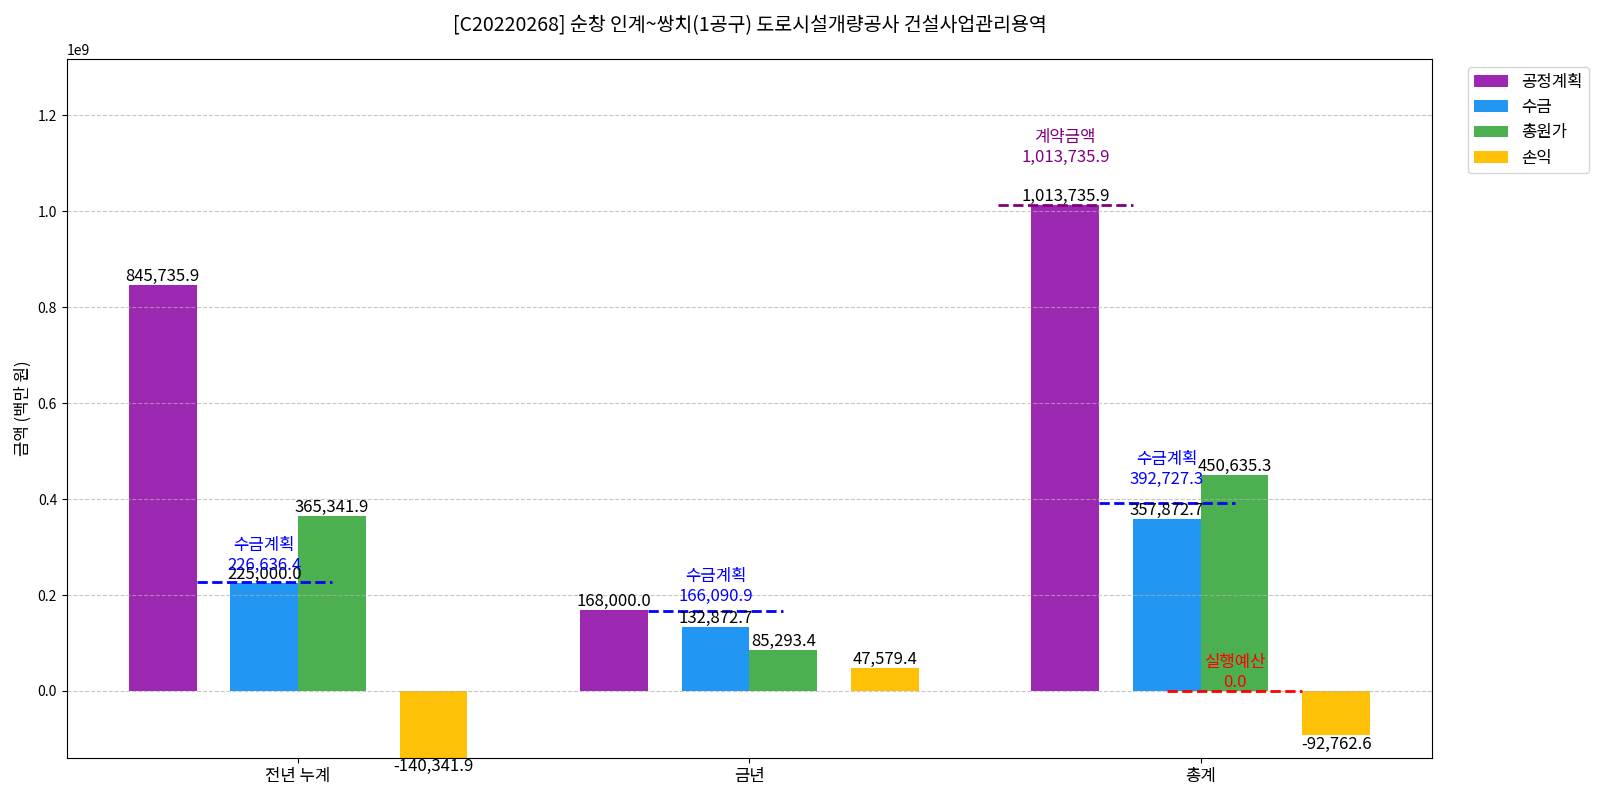 [C20220268] 순창 인계~쌍치(1공구) 도로시설개량공사 건설사업관리용역
1e9
금액 (백만 원)
1.2
1.0
0.8
0.6
0.4
0.2
0.0
845,735.9
수금계획
226,636.4
225,000.0
365,341.9
-140,341.9
168,000.0
수금계획
166,090.9
132,872.7
85,293.4
47,579.4
계약금액
1,013,735.9
1,013,735.9
수금계획
392,727.3
357,872.7
450,635.3
실행예산
0.0
-92,762.6
전년 누계
금년
총계
공정계획
수금
총원가
손익